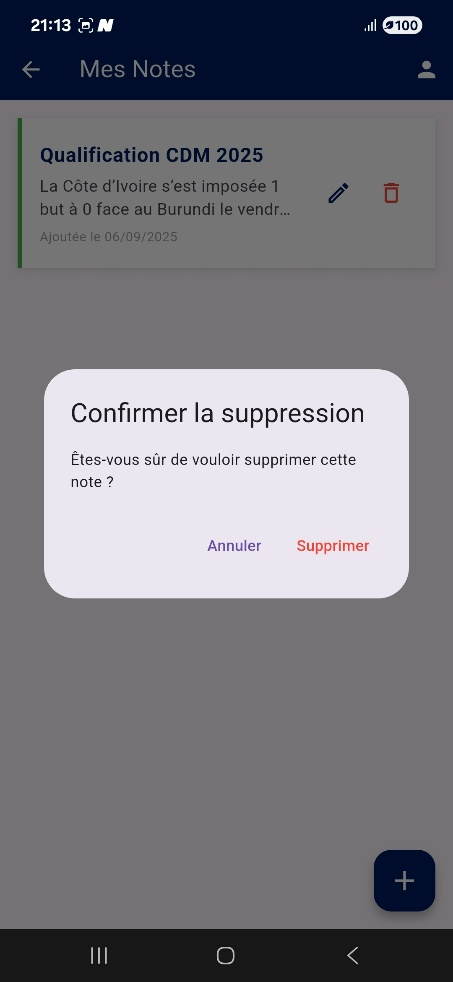 21:13
100
Mes Notes
Qualification CDM 2025
La Côte d’Ivoire s’est imposée 1
but à 0 face au Burundi le vendr...
Ajoutée le 06/09/2025
Confirmer la suppression
Êtes-vous sûr de vouloir supprimer cette
note ?
Annuler Supprimer